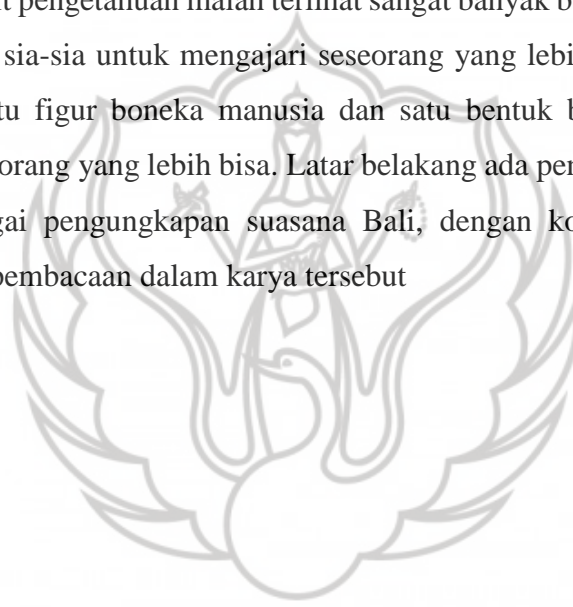 pengetahuan malah terlihat sangat banyak
sia-sia untuk mengajari seseorang yang lebi
tu figur boneka manusia dan satu bentuk b
orang yang lebih bisa. Latar belakang ada per
gai pengungkapan suasana Bali, dengan ko
pembacaan dalam karya tersebut